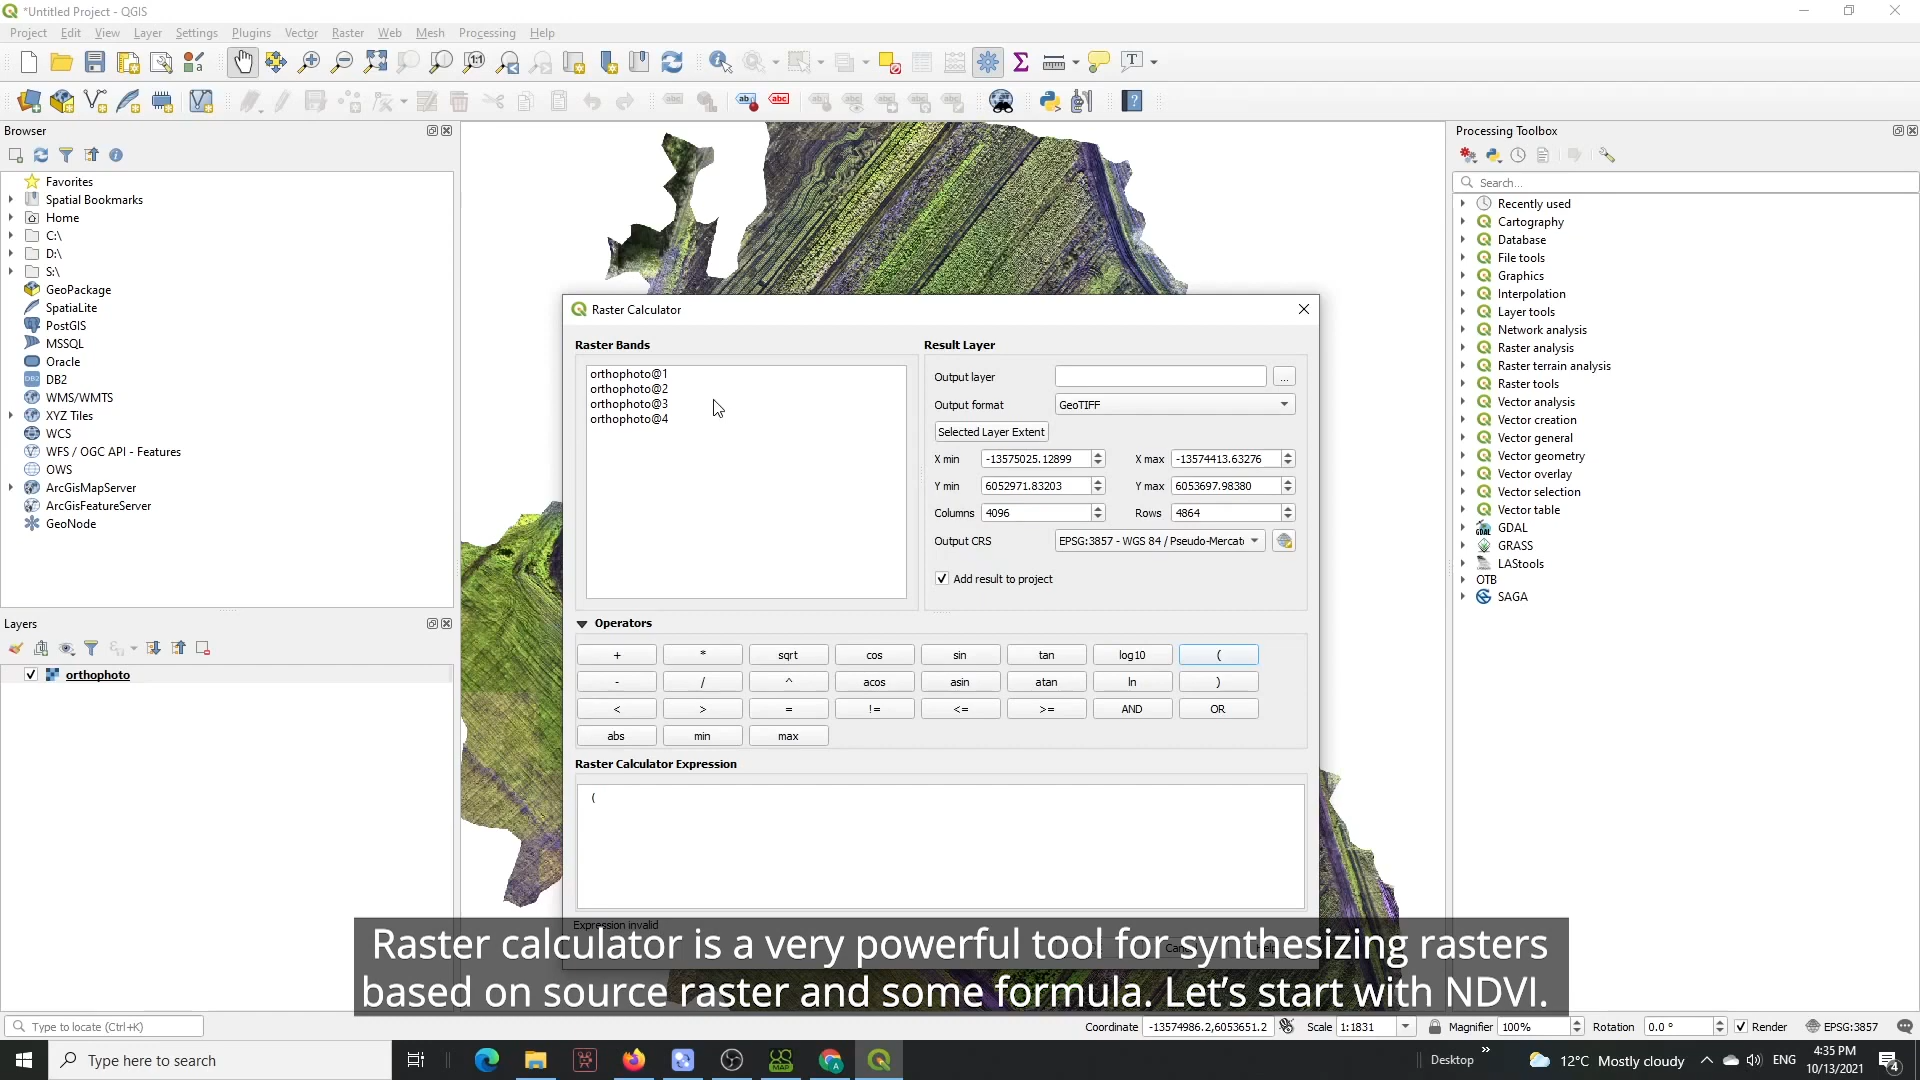 *Untitled Project - QGIS
Project Edit View Layer Settings Plugins Vector Raster Web Mesh Processing Help
Browser
Favorites
Spatial Bookmarks
Home
C:\
D:\
S:\
GeoPackage
SpatiaLite
PostGIS
MSSQL
Oracle
DB2
WMS/WMTS
XYZ Tiles
WCS
WFS / OGC API - Features
OWS
ArcGisMapServer
ArcGisFeatureServer
GeoNode
Layers
orthophoto
Raster Calculator
Raster Bands
orthophoto@1
orthophoto@2
orthophoto@3
orthophoto@4
Result Layer
Output layer
...
Output format GeoTIFF
Selected Layer Extent
X min -13575025.12899 X max -13574413.63276
Y min 6052971.83203 Y max 6053697.98380
Columns 4096 Rows 4864
Output CRS EPSG:3857 - WGS 84 / Pseudo-Mercat
Add result to project
Operators
+ * sqrt cos sin tan log10 (
- / ^ acos asin atan ln )
< > = != <= >= AND OR
abs min max
Raster Calculator Expression
(
Expression invalid
Raster calculator is a very powerful tool for synthesizing rasters
based on source raster and some formula. Let's start with NDVI.
Processing Toolbox
Search...
Recently used
Cartography
Database
File tools
Graphics
Interpolation
Layer tools
Network analysis
Raster analysis
Raster terrain analysis
Raster tools
Vector analysis
Vector creation
Vector general
Vector geometry
Vector overlay
Vector selection
Vector table
GDAL
GRASS
LAStools
OTB
SAGA
Type to locate (Ctrl+K)
Coordinate -13574986.2,6053651.2 Scale 1:1831 Magnifier 100% Rotation 0.0 ° Render EPSG:3857
Type here to search
Desktop
12°C Mostly cloudy
ENG
4:35 PM
10/13/2021
4